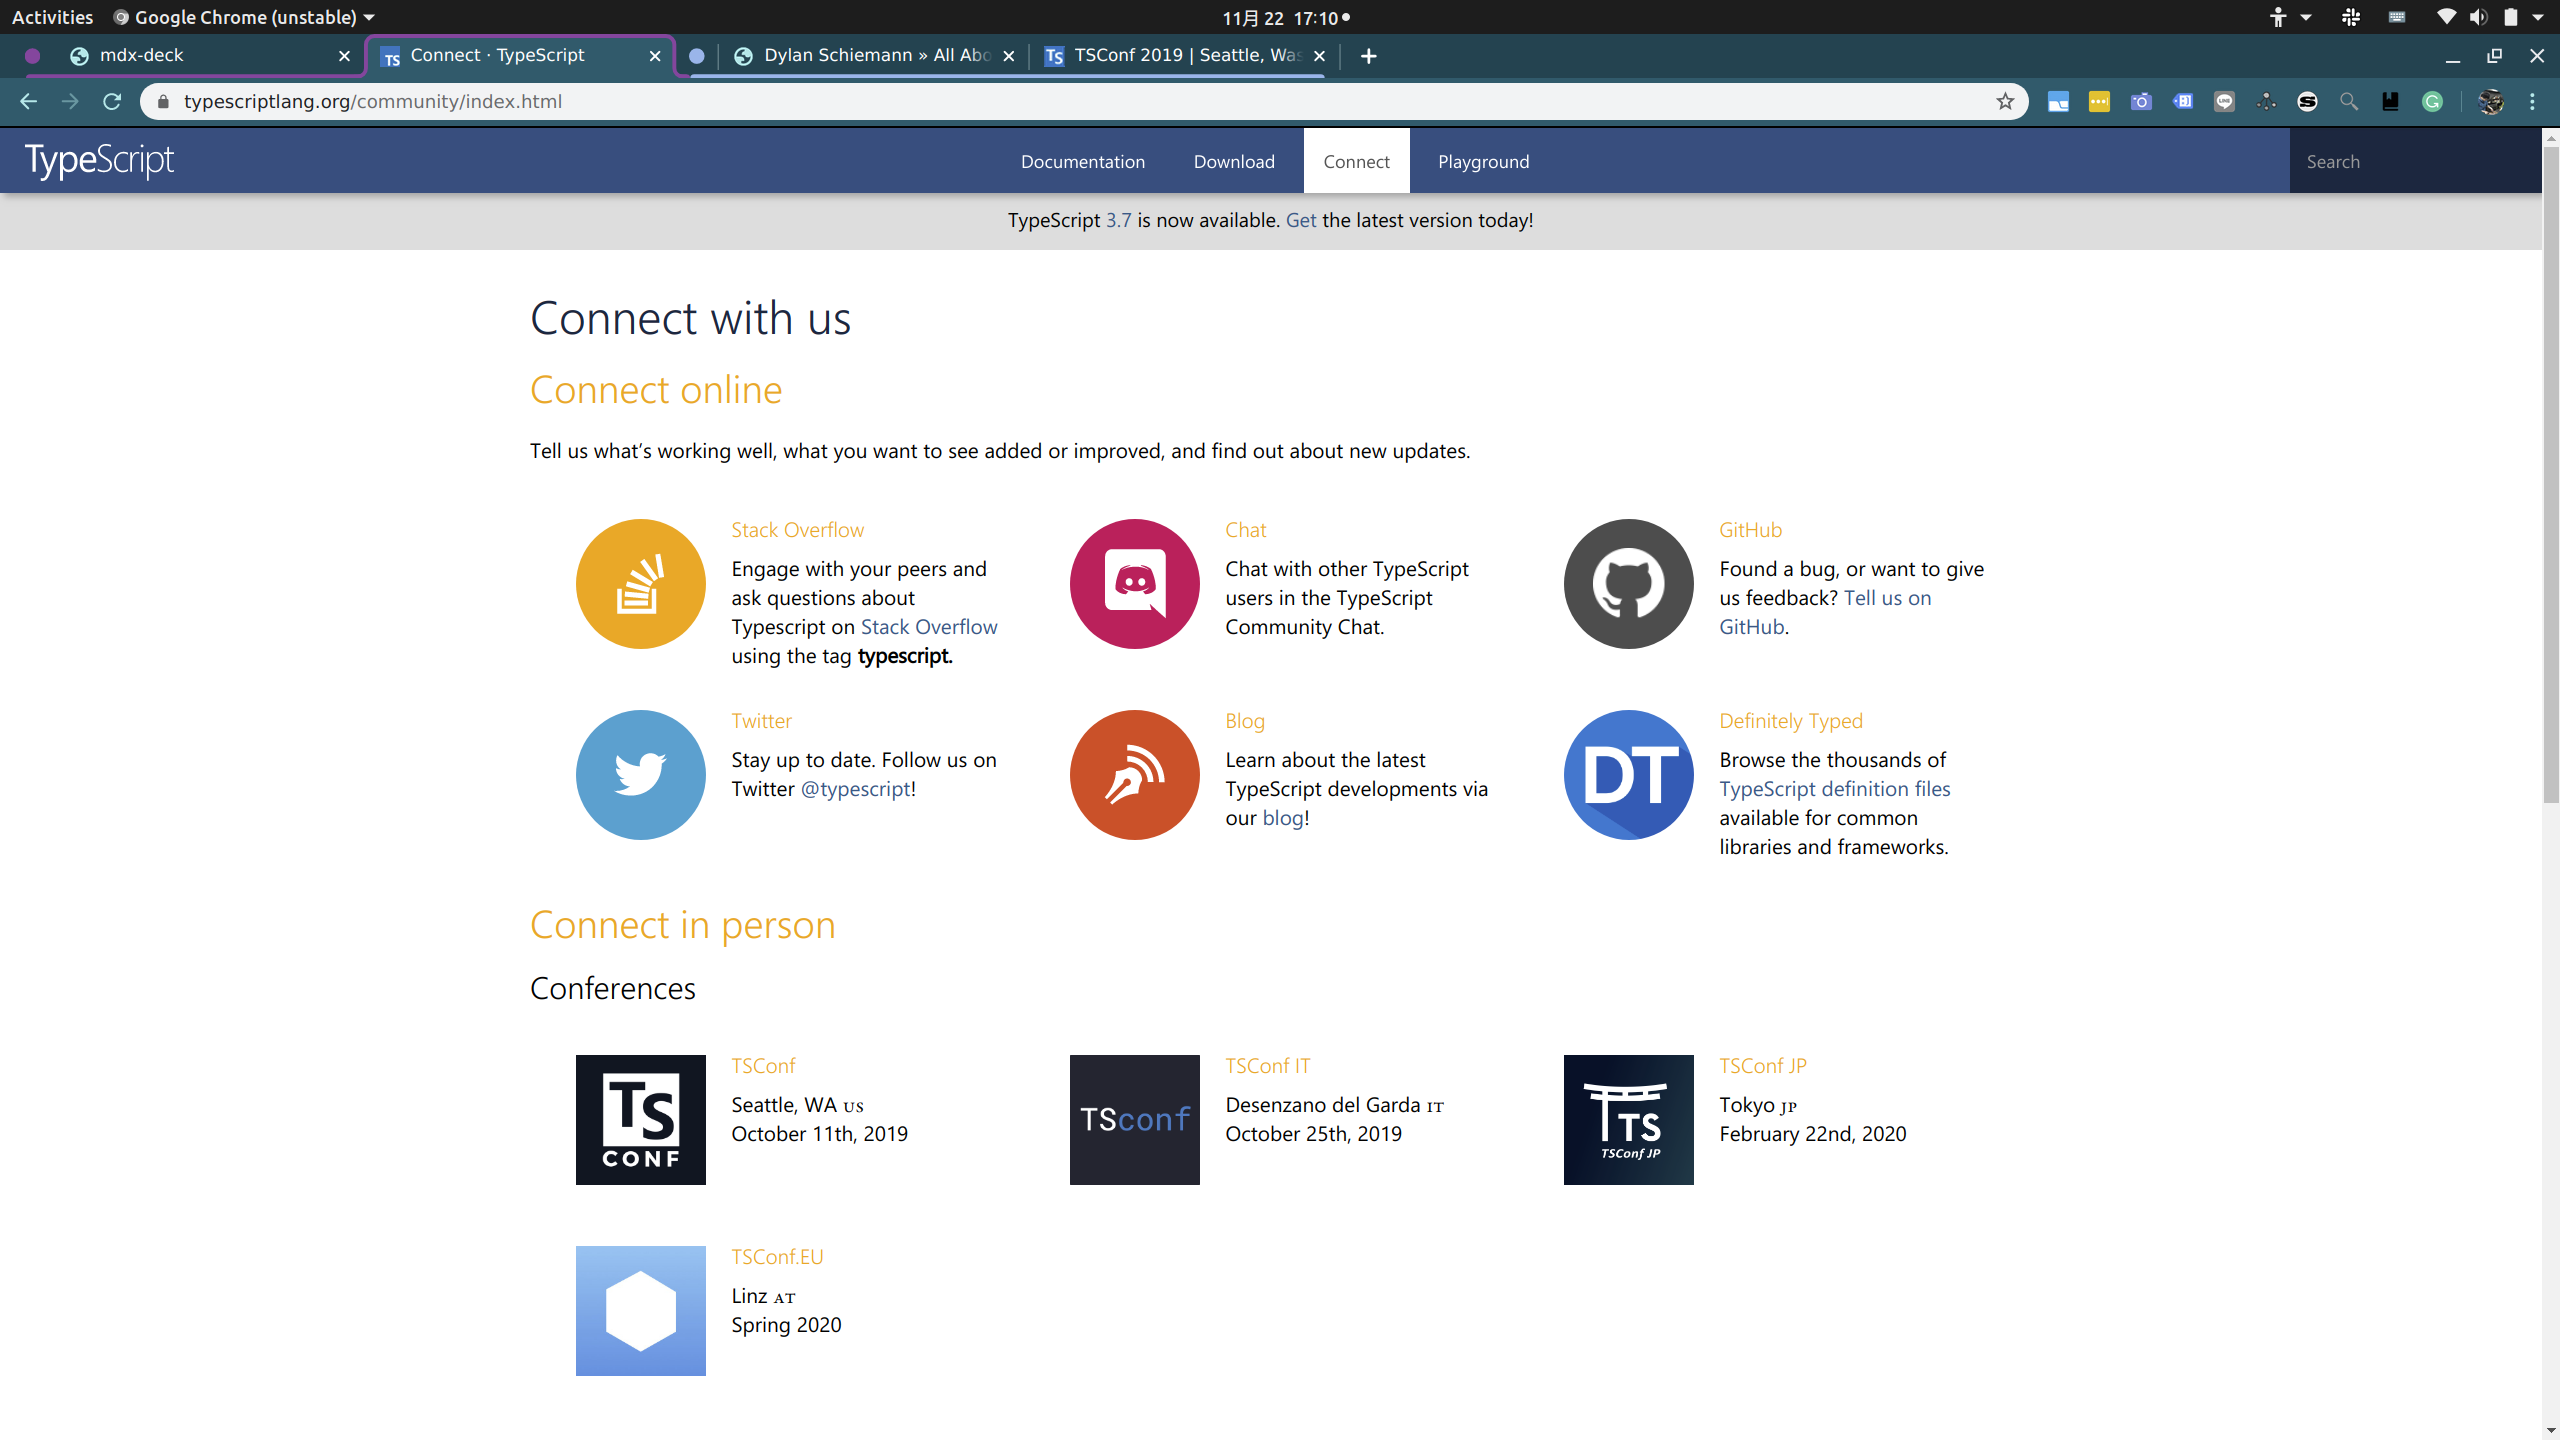 Activities Google Chrome (unstable) 11月 22 17:10
mdx-deck Connect · TypeScript Dylan Schiemann » All Abo TSConf 2019 | Seattle, Was
typescriptlang.org/community/index.html
TypeScript Documentation Download Connect Playground Search
TypeScript 3.7 is now available. Get the latest version today!
Connect with us
Connect online
Tell us what's working well, what you want to see added or improved, and find out about new updates.
Stack Overflow
Engage with your peers and
ask questions about
Typescript on Stack Overflow
using the tag typescript.
Chat
Chat with other TypeScript
users in the TypeScript
Community Chat.
GitHub
Found a bug, or want to give
us feedback? Tell us on
GitHub.
Twitter
Stay up to date. Follow us on
Twitter @typescript!
Blog
Learn about the latest
TypeScript developments via
our blog!
DT
Definitely Typed
Browse the thousands of
TypeScript definition files
available for common
libraries and frameworks.
Connect in person
Conferences
TS
CONF
TSConf
Seattle, WA US
October 11th, 2019
TSconf
TSConf IT
Desenzano del Garda IT
October 25th, 2019
TS
TSConf JP
TSConf JP
Tokyo JP
February 22nd, 2020
TSConf.EU
Linz AT
Spring 2020